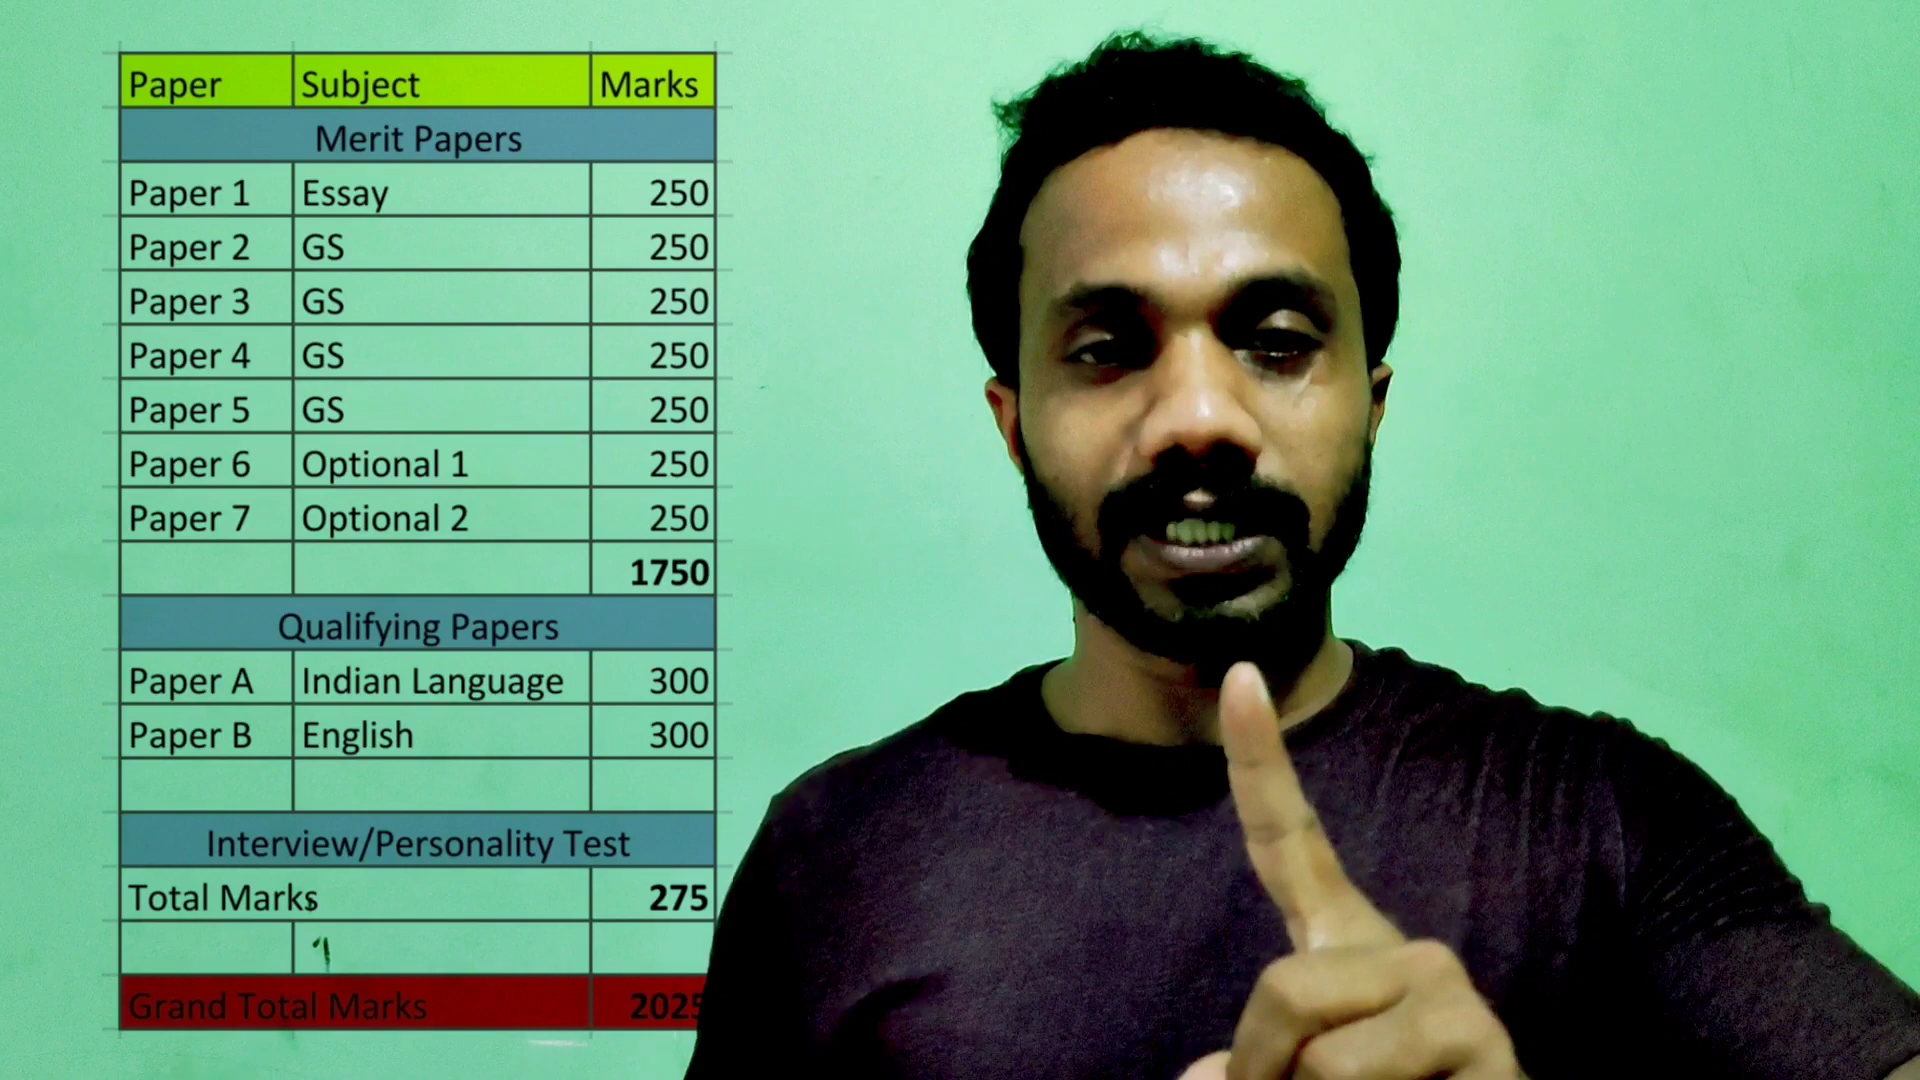 Paper Subject Marks
Merit Papers
Paper 1 Essay 250
Paper 2 GS 250
Paper 3 GS 250
Paper 4 GS 250
Paper 5 GS 250
Paper 6 Optional 1 250
Paper 7 Optional 2 250
1750
Qualifying Papers
Paper A Indian Language 300
Paper B English 300
Interview/Personality Test
Total Marks 275
Grand Total Marks 2025